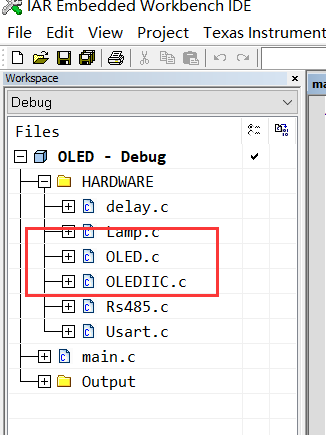 IAR Embedded Workbench IDE
File Edit View Project Texas Instrument
Workspace
Debug
Files
OLED - Debug
HARDWARE
delay.c
Lamp.c
OLED.c
OLEDIIC.c
Rs485.c
Usart.c
main.c
Output